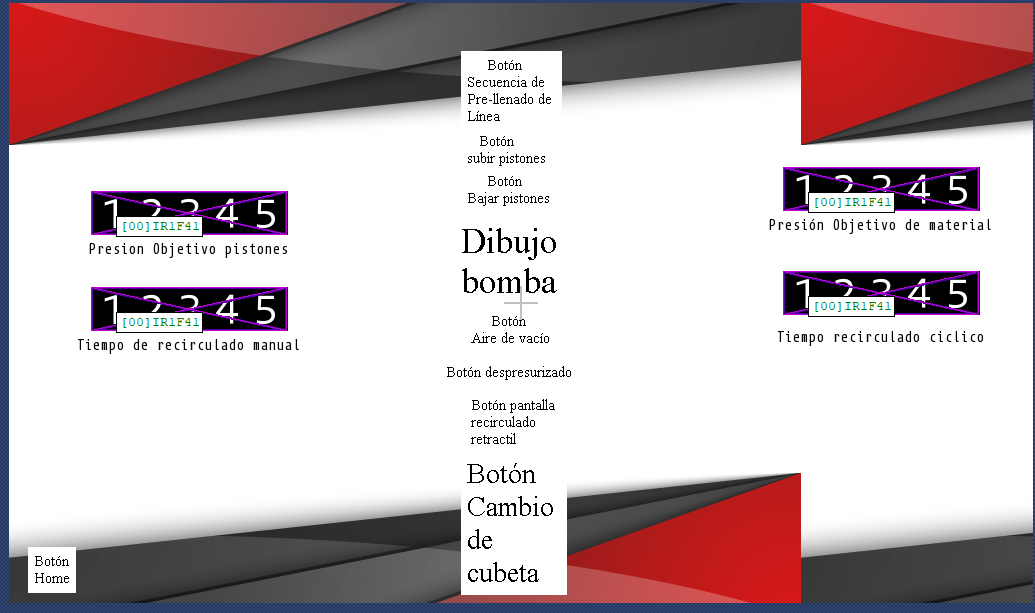 Botón
Secuencia de
Pre-llenado de
Línea
Botón
subir pistones
Botón
Bajar pistones
12345
[00]IR1F41
Presion Objetivo pistones
12345
[00]IR1F41
Tiempo de recirculado manual
Dibujo
bomba
Botón
Aire de vacío
Botón despresurizado
Botón pantalla
recirculado
retractil
Botón
Cambio
de
cubeta
12345
[00]IR1F41
Presión Objetivo de material
12345
[00]IR1F41
Tiempo recirculado ciclico
Botón
Home